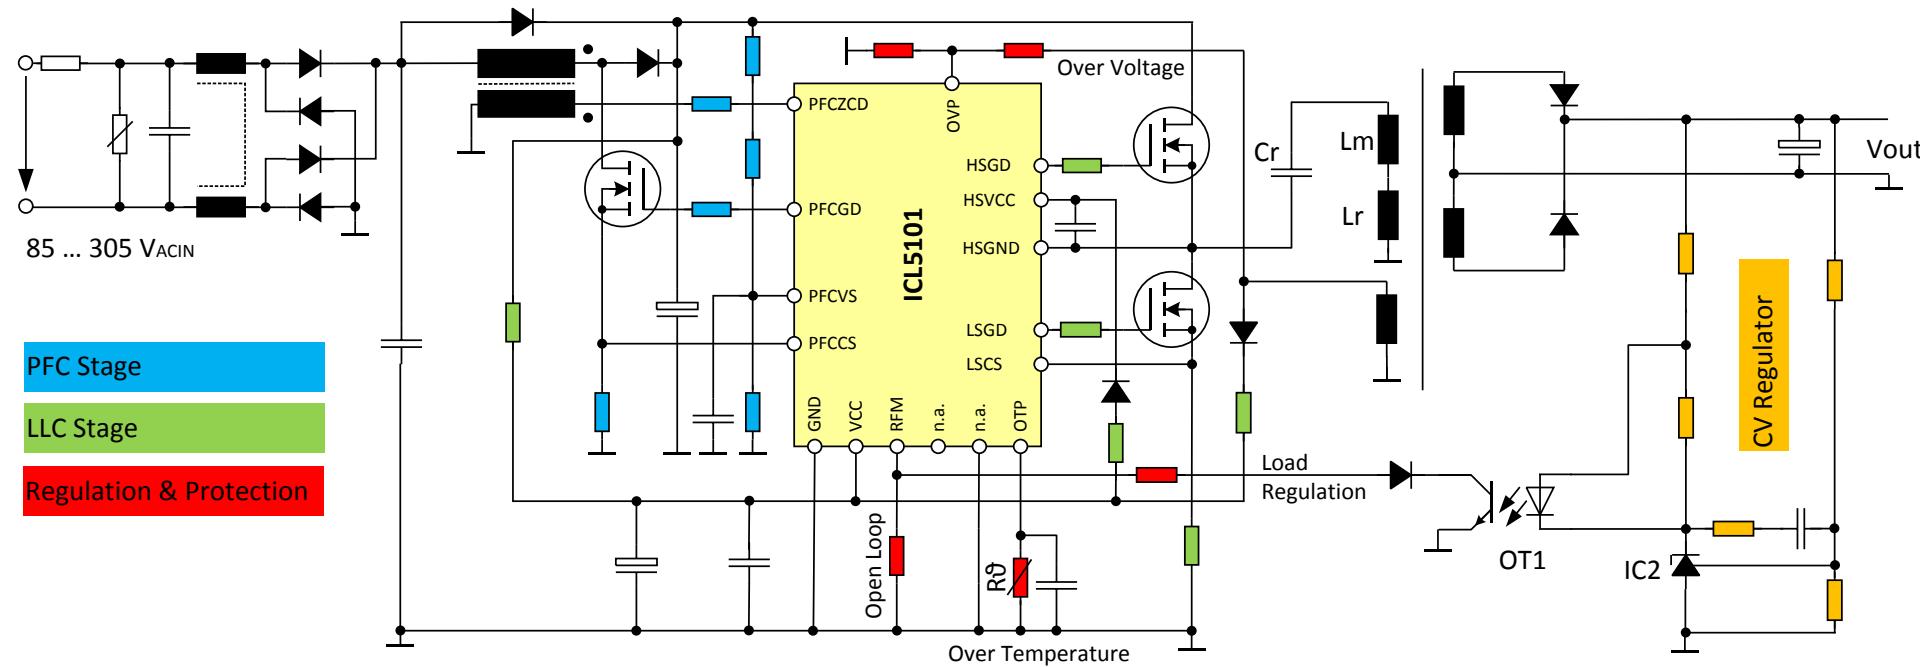 Over Voltage
PFCZCD
OVP
HSGD
Cr
Lm
Vout
HSVCC
PFCGD
Lr
85 ... 305 VACIN
HSGND
ICL5101
PFCVS
CV Regulator
LSGD
PFCCS
PFC Stage
LSCS
LLC Stage
GND
VCC
RFM
n.a.
n.a.
OTP
Regulation & Protection
Load
Regulation
Open Loop
Rϑ
OT1
IC2
Over Temperature